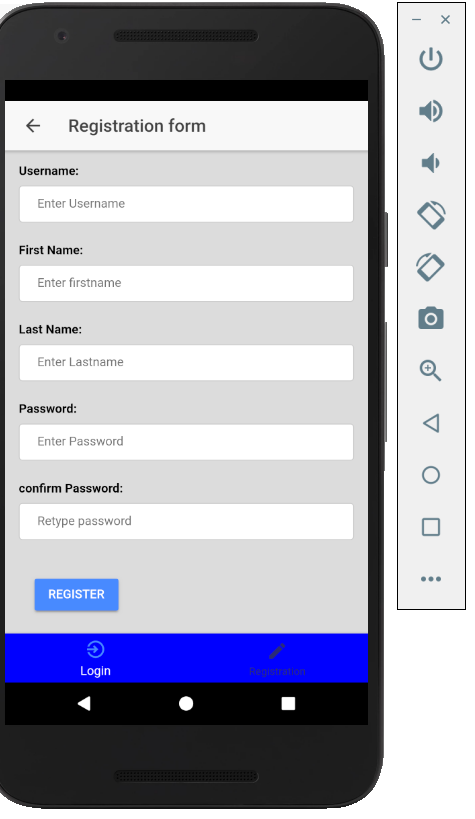 Registration form
Username:
Enter Username
First Name:
Enter firstname
Last Name:
Enter Lastname
Password:
Enter Password
confirm Password:
Retype password
REGISTER
Login
Registration